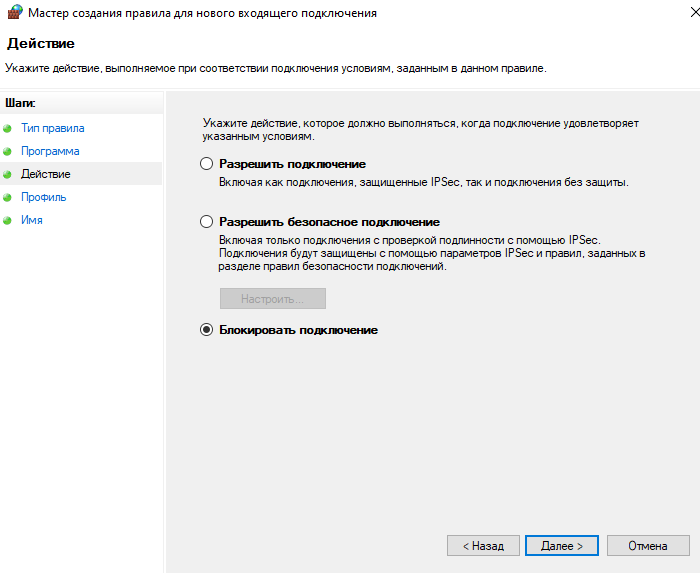 Мастер создания правила для нового входящего подключения
Действие
Укажите действие, выполняемое при соответствии подключения условиям, заданным в данном правиле.
Шаги:
Тип правила
Программа
Действие
Профиль
Имя
Укажите действие, которое должно выполняться, когда подключение удовлетворяет
указанным условиям.
Разрешить подключение
Включая как подключения, защищенные IPSec, так и подключения без защиты.
Разрешить безопасное подключение
Включая только подключения с проверкой подлинности с помощью IPSec.
Подключения будут защищены с помощью параметров IPSec и правил, заданных в
разделе правил безопасности подключений.
Настроить...
Блокировать подключение
< Назад
Далее >
Отмена